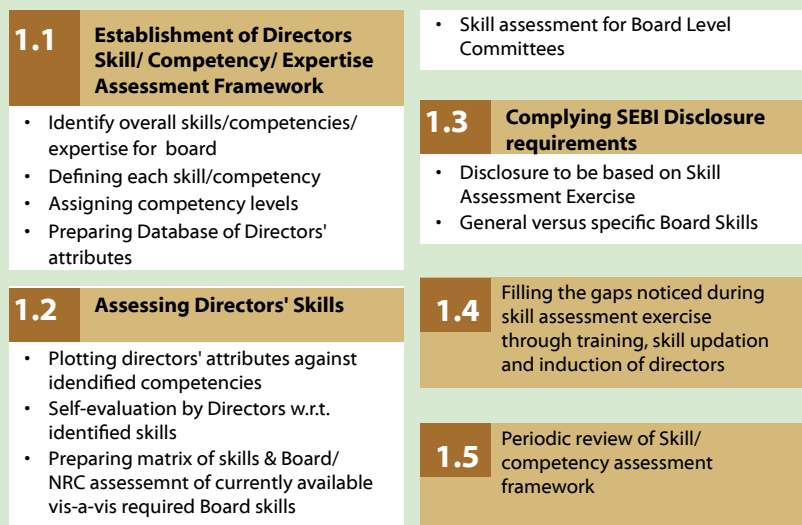 1.1 Establishment of Directors
Skill/ Competency/ Expertise
Assessment Framework
• Identify overall skills/competencies/
expertise for board
• Defining each skill/competency
• Assigning competency levels
• Preparing Database of Directors'
attributes
1.2 Assessing Directors' Skills
• Plotting directors' attributes against
idendified competencies
• Self-evaluation by Directors w.r.t.
identified skills
• Preparing matrix of skills & Board/
NRC assessemnt of currently available
vis-a-vis required Board skills
• Skill assessment for Board Level
Committees
1.3 Complying SEBI Disclosure
requirements
• Disclosure to be based on Skill
Assessment Exercise
• General versus specific Board Skills
1.4 Filling the gaps noticed during
skill assessment exercise
through training, skill updation
and induction of directors
1.5 Periodic review of Skill/
competency assessment
framework